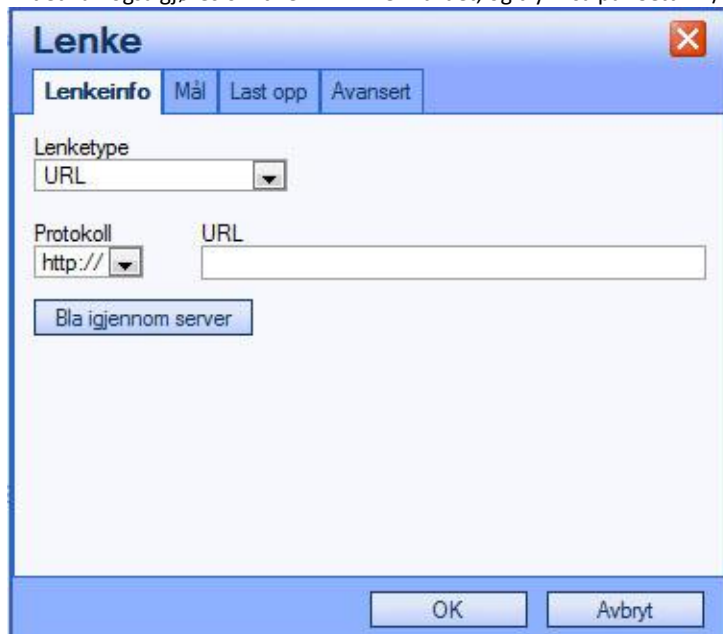 Lenke
Lenkeinfo Mål Last opp Avansert
Lenketype
URL
Protokoll URL
http://
Bla igjennom server
OK Avbryt